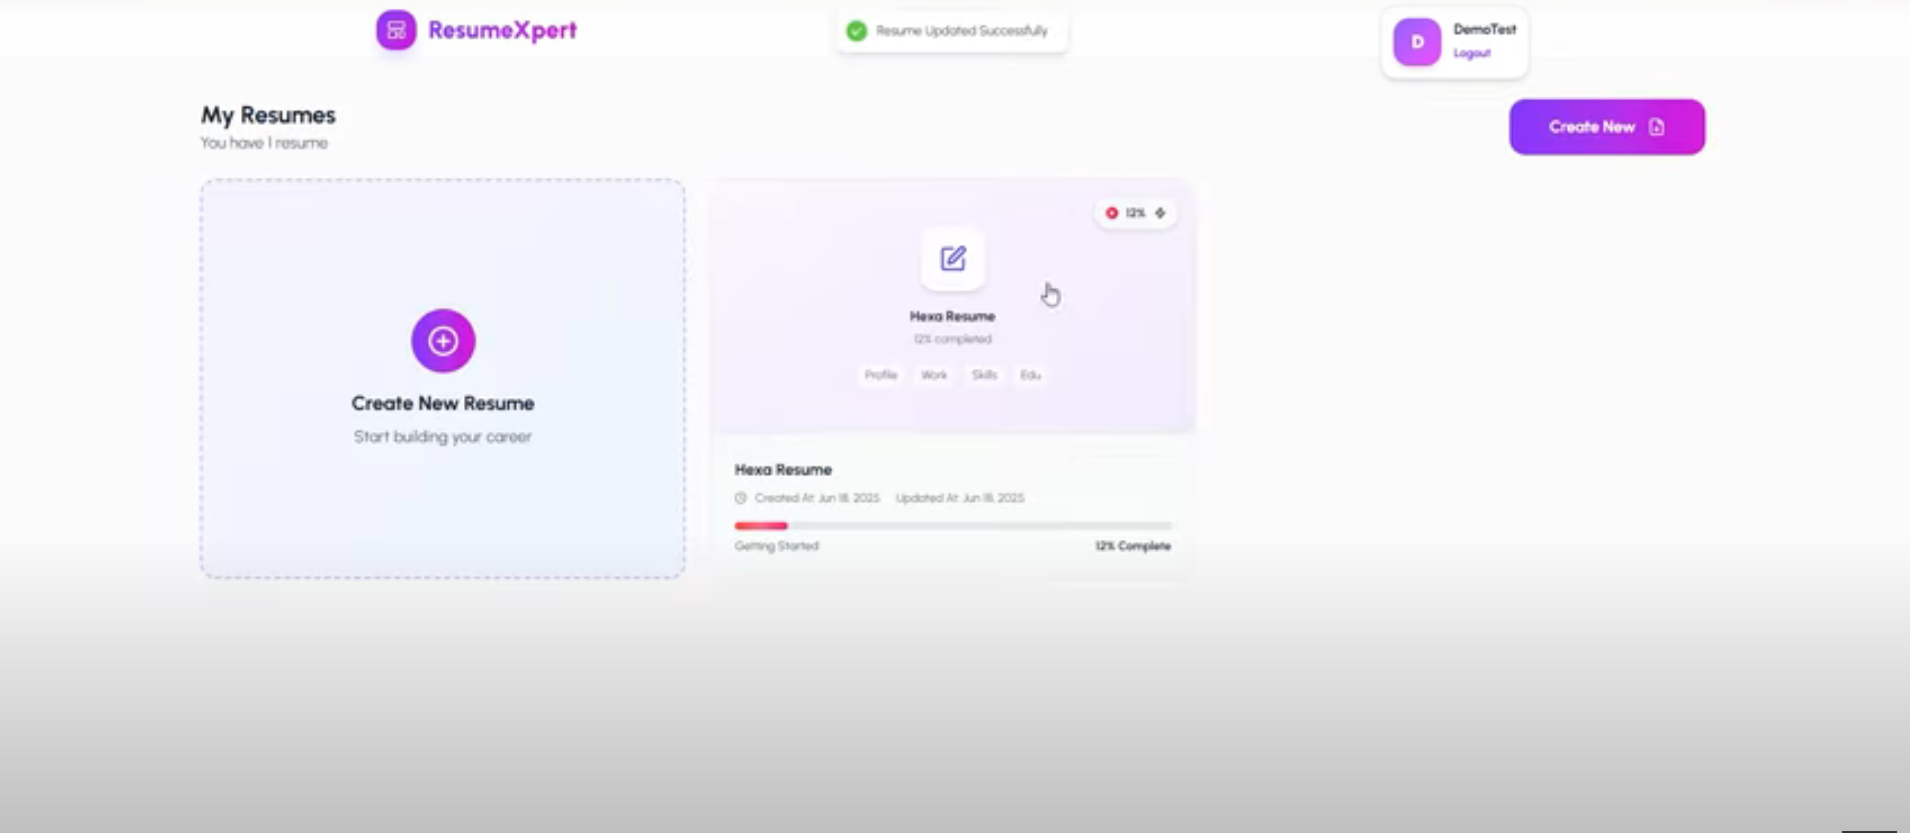 ResumeXpert
Resume Updated Successfully
D
DemoTest
Logout
My Resumes
You have 1 resume
Create New
Create New Resume
Start building your career
12%
Hexa Resume
12% completed
Profile Work Skills Edu
Hexa Resume
Created At: Jun 18, 2025 Updated At: Jun 18, 2025
Getting Started 12% Complete